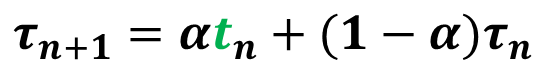 τₙ₊₁ = αtₙ + (1 − α)τₙ